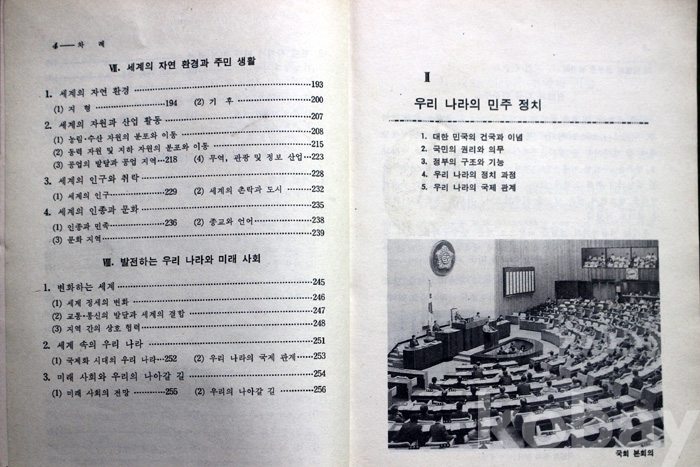 4 ── 차 례
Ⅶ. 세계의 자연 환경과 주민 생활
1. 세계의 자연 환경 ……193
(1) 지 형 ……194 (2) 기 후 ……200
2. 세계의 자원과 산업 활동 ……207
(1) 농림·수산 자원의 분포와 이동 ……208
(2) 동력 자원 및 지하 자원의 분포와 이동 ……215
(3) 공업의 발달과 공업 지역…218 (4) 무역, 관광 및 정보 산업…223
3. 세계의 인구와 취락 ……228
(1) 세계의 인구……229 (2) 세계의 촌락과 도시 ……232
4. 세계의 인종과 문화 ……235
(1) 인종과 민족……236 (2) 종교와 언어……238
(3) 문화 지역……239
Ⅷ. 발전하는 우리 나라와 미래 사회
1. 변화하는 세계 ……245
(1) 세계 정세의 변화 ……246
(2) 교통·통신의 발달과 세계의 결합 ……247
(3) 지역 간의 상호 협력 ……248
2. 세계 속의 우리 나라 ……251
(1) 국제화 시대의 우리 나라…252 (2) 우리 나라의 국제 관계…253
3. 미래 사회와 우리의 나아갈 길 ……254
(1) 미래 사회의 전망 ……255 (2) 우리의 나아갈 길 ……256
Ⅰ
우리 나라의 민주 정치
1. 대한 민국의 건국과 이념
2. 국민의 권리와 의무
3. 정부의 구조와 기능
4. 우리 나라의 정치 과정
5. 우리 나라의 국제 관계
국회 본회의
kobay